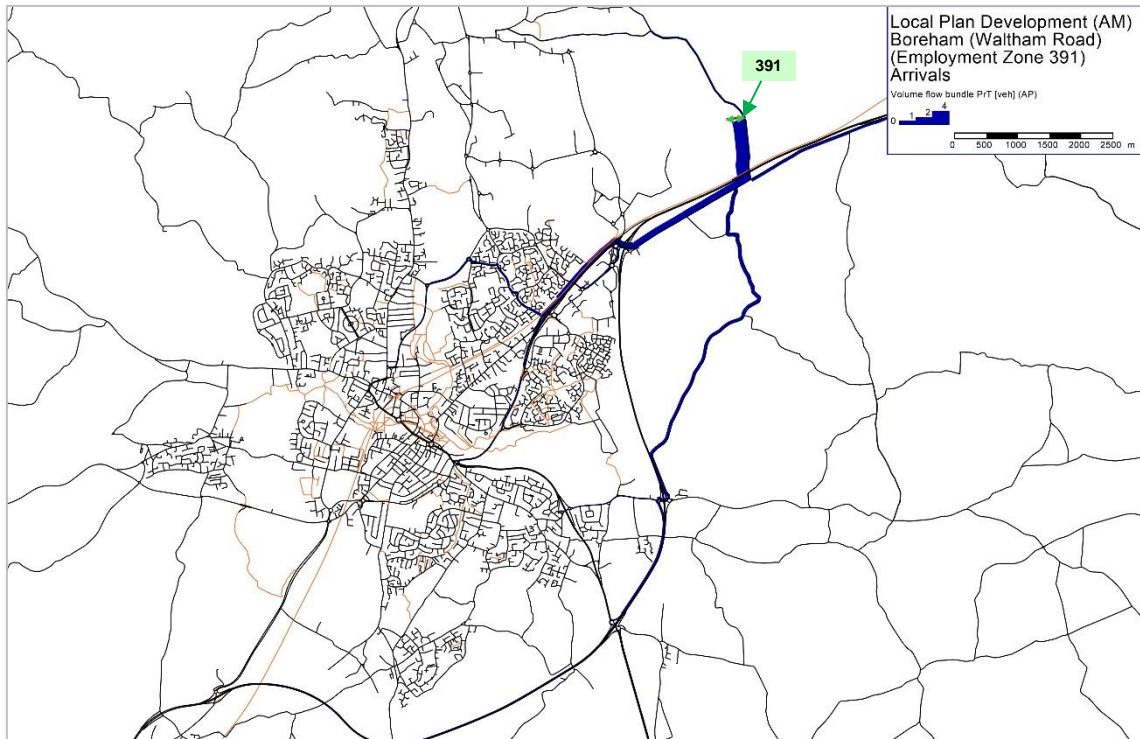 Local Plan Development (AM)
Boreham (Waltham Road)
(Employment Zone 391)
Arrivals
Volume flow bundle PrT [veh] (AP)
0 1 2 4
0 500 1000 1500 2000 2500 m
391